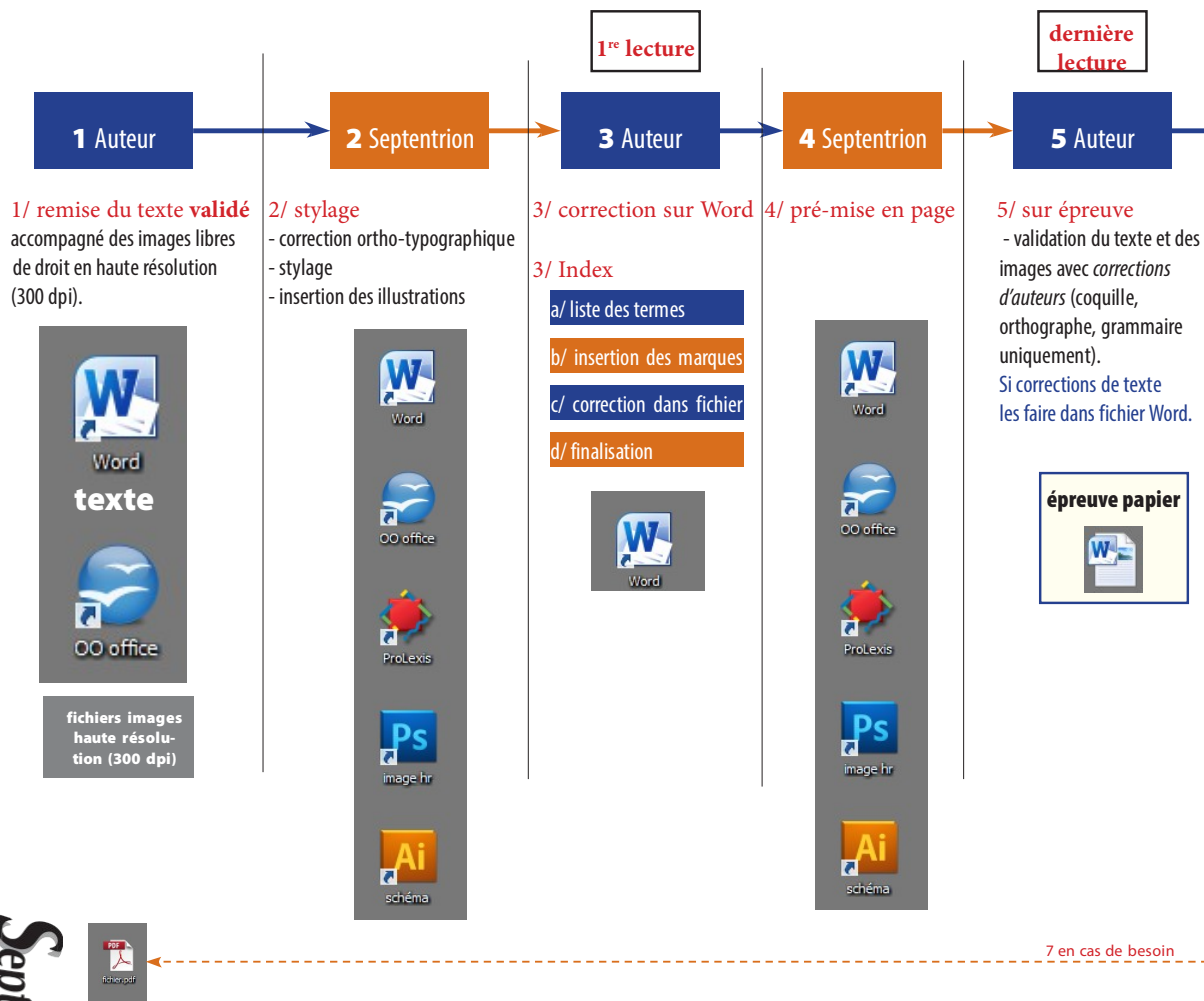 1re lecture
dernière
lecture
1 Auteur
2 Septentrion
3 Auteur
4 Septentrion
5 Auteur
1/ remise du texte validé
accompagné des images libres
de droit en haute résolution
(300 dpi).
Word
texte
OO office
fichiers images
haute résolu-
tion (300 dpi)
2/ stylage
- correction ortho-typographique
- stylage
- insertion des illustrations
Word
OO office
ProLexis
Ps
image hr
Ai
schéma
3/ correction sur Word
3/ Index
a/ liste des termes
b/ insertion des marques
c/ correction dans fichier
d/ finalisation
Word
4/ pré-mise en page
Word
OO office
ProLexis
Ps
image hr
Ai
schéma
5/ sur épreuve
- validation du texte et des
images avec corrections
d'auteurs (coquille,
orthographe, grammaire
uniquement).
Si corrections de texte
les faire dans fichier Word.
épreuve papier
Sept
PDF
fichier.pdf
7 en cas de besoin